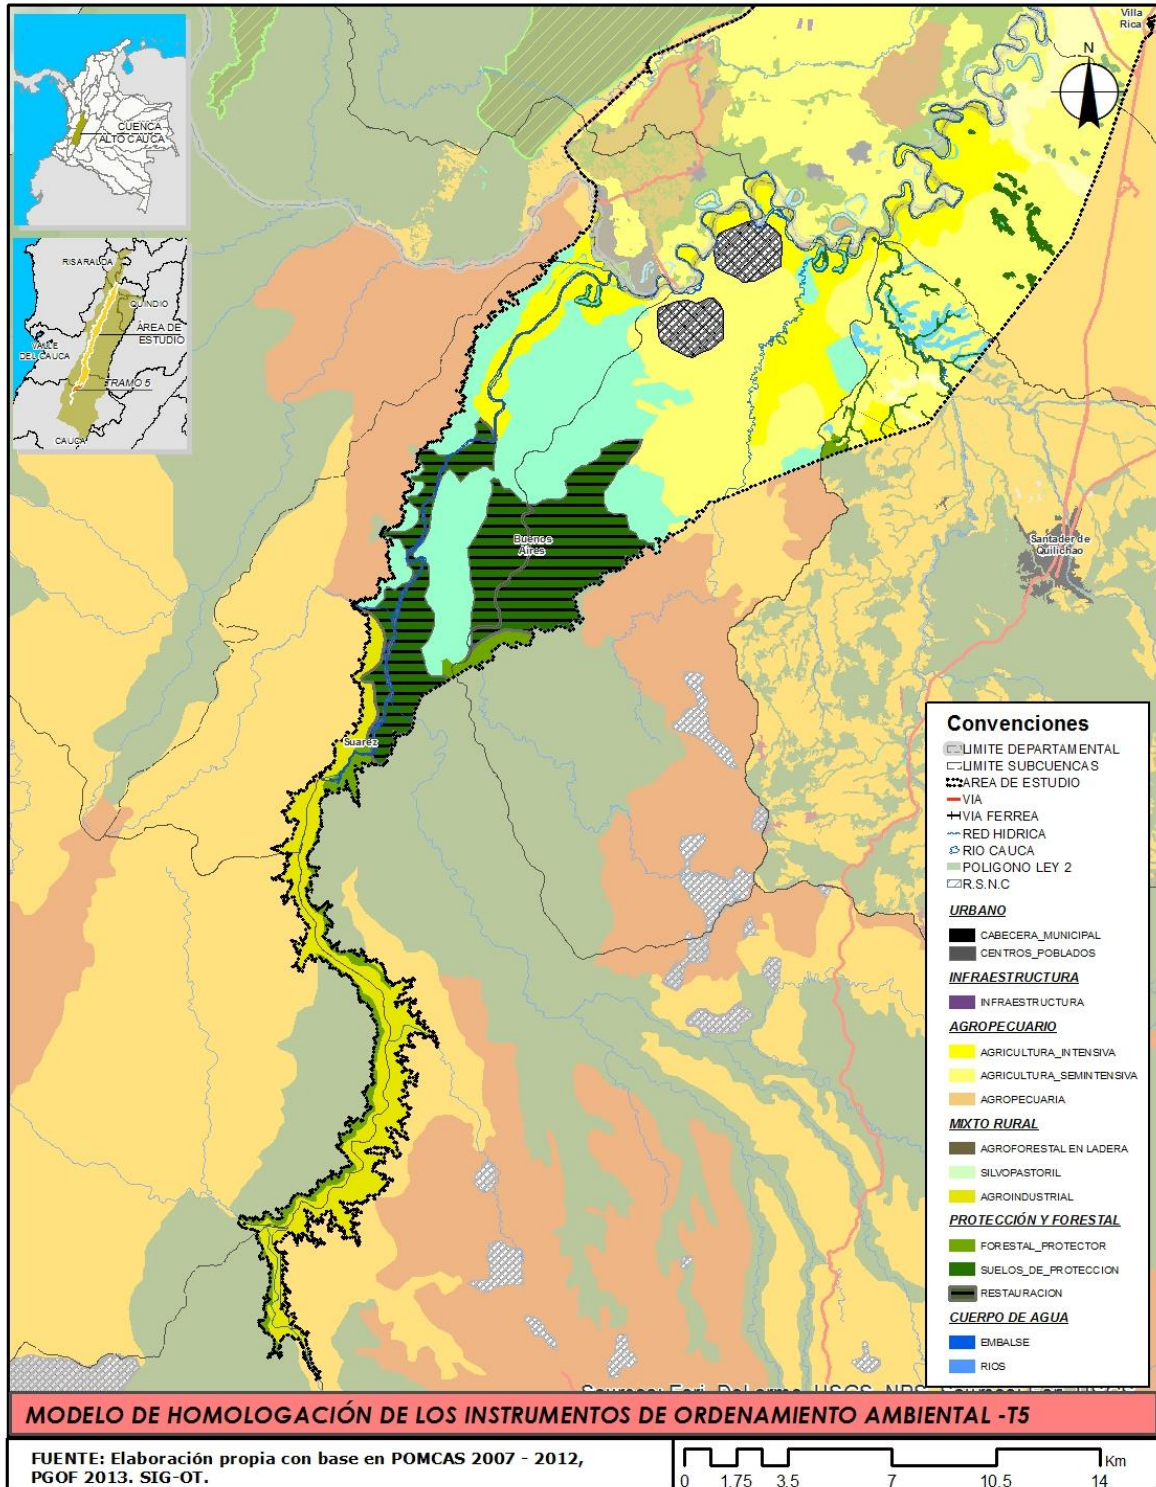 CUENCA
ALTO CAUCA
RISARALDA
QUINDIO
AREA DE
ESTUDIO
VALLE
DEL CAUCA
TRAMO 5
CAUCA
Villa
Rica
N
Buenos
Aires
Santader de
Quilichao
Suarez
Convenciones
LIMITE DEPARTAMENTAL
LIMITE SUBCUENCAS
AREA DE ESTUDIO
VIA
VIA FERREA
RED HIDRICA
RIO CAUCA
POLIGONO LEY 2
R.S.N.C
URBANO
CABECERA_MUNICIPAL
CENTROS_POBLADOS
INFRAESTRUCTURA
INFRAESTRUCTURA
AGROPECUARIO
AGRICULTURA_INTENSIVA
AGRICULTURA_SEMINTENSIVA
AGROPECUARIA
MIXTO RURAL
AGROFORESTAL EN LADERA
SILVOPASTORIL
AGROINDUSTRIAL
PROTECCIÓN Y FORESTAL
FORESTAL_PROTECTOR
SUELOS_DE_PROTECCION
RESTAURACION
CUERPO DE AGUA
EMBALSE
RIOS
MODELO DE HOMOLOGACIÓN DE LOS INSTRUMENTOS DE ORDENAMIENTO AMBIENTAL -T5
FUENTE: Elaboración propia con base en POMCAS 2007 - 2012,
PGOF 2013. SIG-OT.
Km
0 1.75 3.5 7 10.5 14